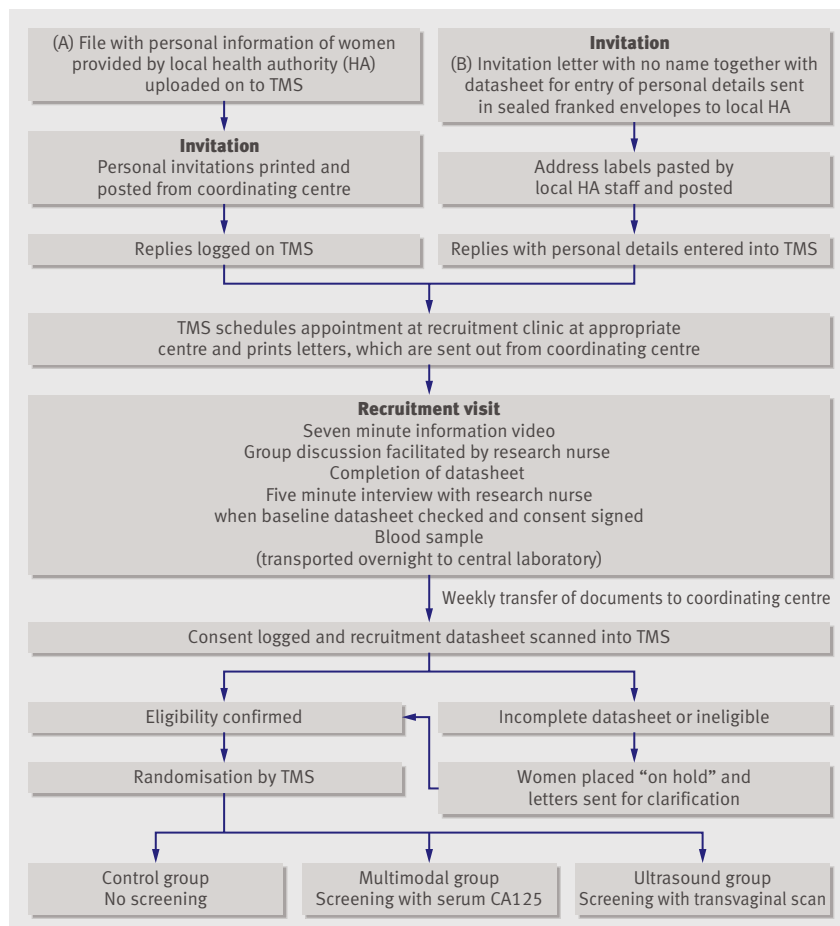 (A) File with personal information of women
provided by local health authority (HA)
uploaded on to TMS
Invitation
(B) Invitation letter with no name together with
datasheet for entry of personal details sent
in sealed franked envelopes to local HA
Invitation
Personal invitations printed and
posted from coordinating centre
Address labels pasted by
local HA staff and posted
Replies logged on TMS
Replies with personal details entered into TMS
TMS schedules appointment at recruitment clinic at appropriate
centre and prints letters, which are sent out from coordinating centre
Recruitment visit
Seven minute information video
Group discussion facilitated by research nurse
Completion of datasheet
Five minute interview with research nurse
when baseline datasheet checked and consent signed
Blood sample
(transported overnight to central laboratory)
Weekly transfer of documents to coordinating centre
Consent logged and recruitment datasheet scanned into TMS
Eligibility confirmed
Incomplete datasheet or ineligible
Randomisation by TMS
Women placed “on hold” and
letters sent for clarification
Control group
No screening
Multimodal group
Screening with serum CA125
Ultrasound group
Screening with transvaginal scan